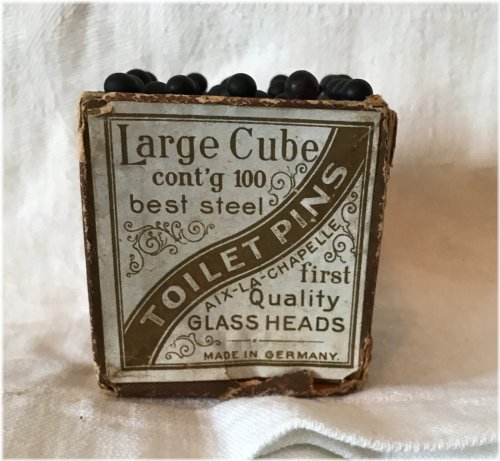 Large Cube
cont'g 100
best steel
TOILET PINS
AIX-LA-CHAPELLE
first
Quality
GLASS HEADS
MADE IN GERMANY.